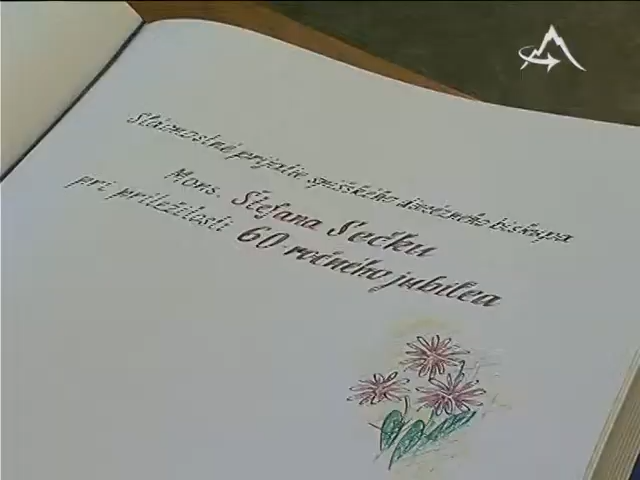 Slávnostné prijatie spišského diecézneho biskupa
Mons. Štefana Sečku
pri príležitosti 60-ročného jubilea